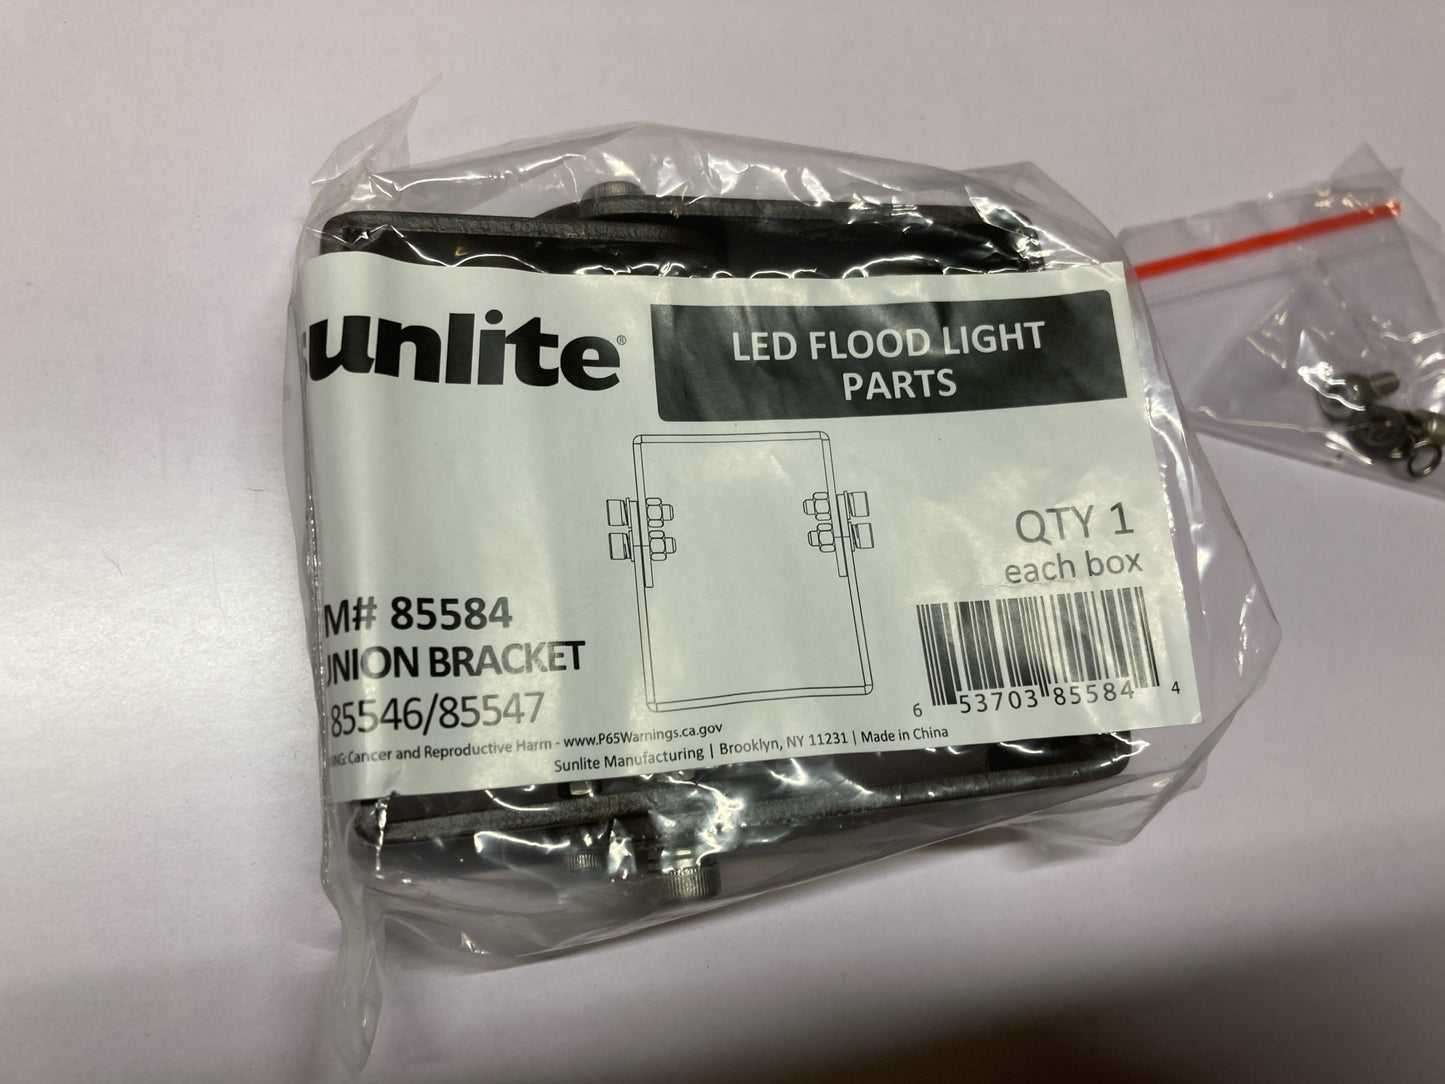 sunlite®
LED FLOOD LIGHT
PARTS
QTY 1
each box
M# 85584
UNION BRACKET
85546/85547
6 53703 85584 4
NG: Cancer and Reproductive Harm - www.P65Warnings.ca.gov
Sunlite Manufacturing | Brooklyn, NY 11231 | Made in China